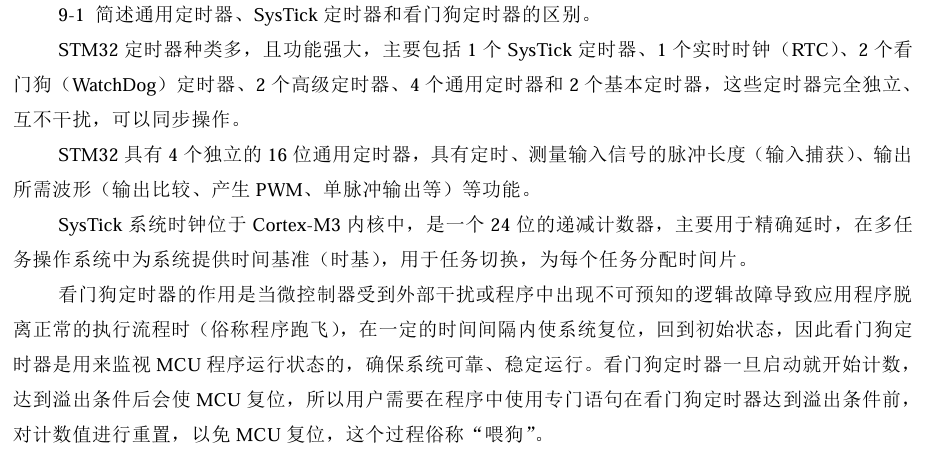 9-1 简述通用定时器、SysTick 定时器和看门狗定时器的区别。
STM32 定时器种类多，且功能强大，主要包括 1 个 SysTick 定时器、1 个实时时钟（RTC）、2 个看
门狗（WatchDog）定时器、2 个高级定时器、4 个通用定时器和 2 个基本定时器，这些定时器完全独立、
互不干扰，可以同步操作。
STM32 具有 4 个独立的 16 位通用定时器，具有定时、测量输入信号的脉冲长度（输入捕获）、输出
所需波形（输出比较、产生 PWM、单脉冲输出等）等功能。
SysTick 系统时钟位于 Cortex-M3 内核中，是一个 24 位的递减计数器，主要用于精确延时，在多任
务操作系统中为系统提供时间基准（时基），用于任务切换，为每个任务分配时间片。
看门狗定时器的作用是当微控制器受到外部干扰或程序中出现不可预知的逻辑故障导致应用程序脱
离正常的执行流程时（俗称程序跑飞），在一定的时间间隔内使系统复位，回到初始状态，因此看门狗定
时器是用来监视 MCU 程序运行状态的，确保系统可靠、稳定运行。看门狗定时器一旦启动就开始计数，
达到溢出条件后会使 MCU 复位，所以用户需要在程序中使用专门语句在看门狗定时器达到溢出条件前，
对计数值进行重置，以免 MCU 复位，这个过程俗称“喂狗”。